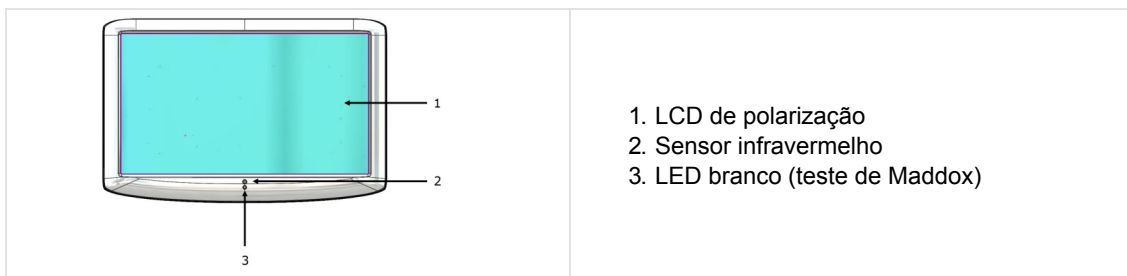 1
2
3
1. LCD de polarização
2. Sensor infravermelho
3. LED branco (teste de Maddox)